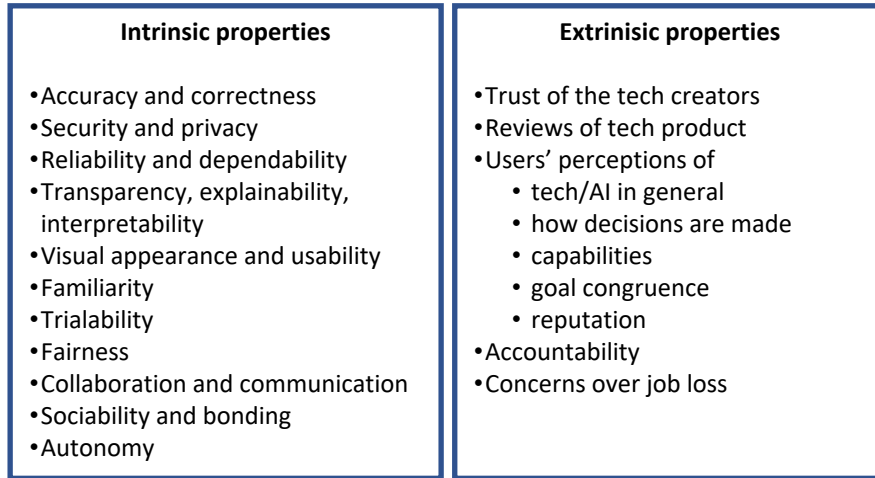 Intrinsic properties
•Accuracy and correctness
•Security and privacy
•Reliability and dependability
•Transparency, explainability,
interpretability
•Visual appearance and usability
•Familiarity
•Trialability
•Fairness
•Collaboration and communication
•Sociability and bonding
•Autonomy
Extrinisic properties
•Trust of the tech creators
•Reviews of tech product
•Users’ perceptions of
• tech/AI in general
• how decisions are made
• capabilities
• goal congruence
• reputation
•Accountability
•Concerns over job loss